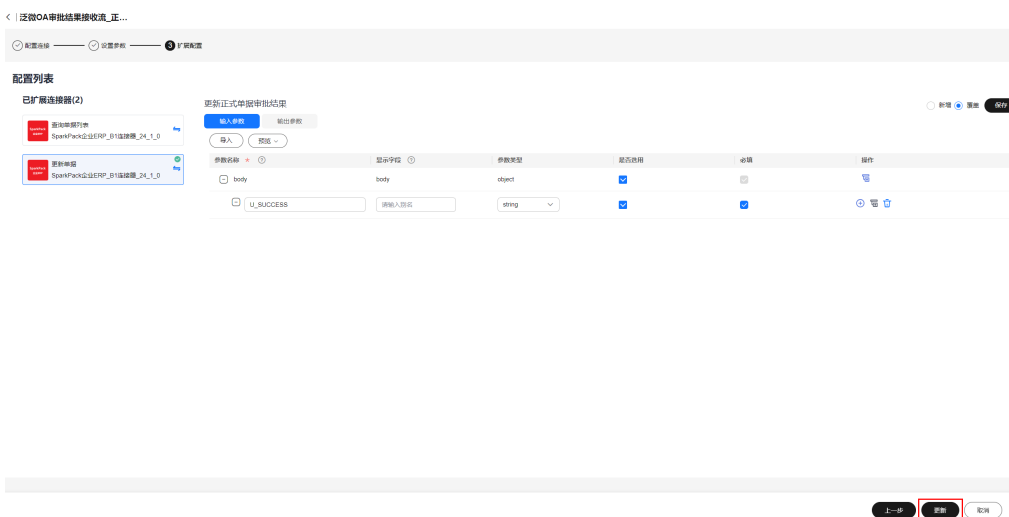 泛微OA审批结果接收流_正...
配置连接 设置参数 3 扩展配置
配置列表
已扩展连接器(2)
查询单据列表
SparkPack企业ERP_B1连接器_24_1_0
更新单据
SparkPack企业ERP_B1连接器_24_1_0
更新正式单据审批结果
新增 覆盖 保存
输入参数 输出参数
导入 预览
参数名称 * 显示字段 参数类型 是否选用 必填 操作
body body object
U_SUCCESS 请输入别名 string
上一步 更新 取消